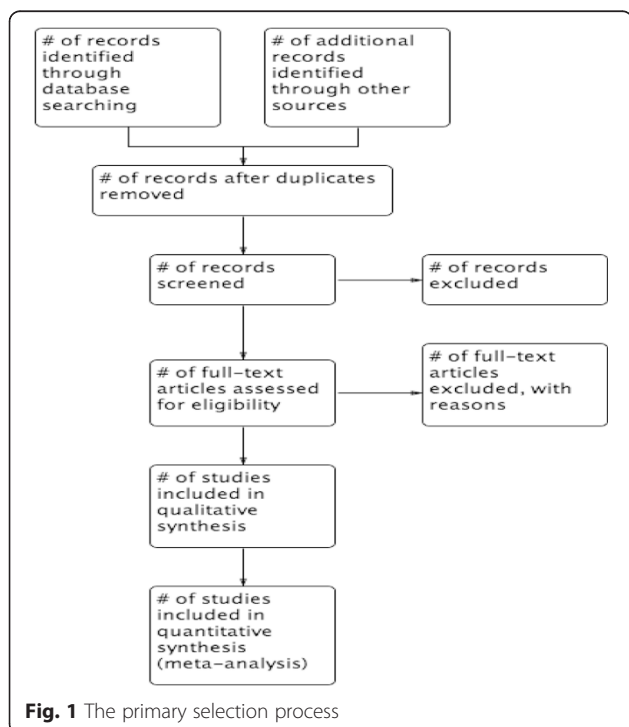 # of records
identified
through
database
searching
# of additional
records
identified
through other
sources
# of records after duplicates
removed
# of records
screened
# of records
excluded
# of full-text
articles assessed
for eligibility
# of full-text
articles
excluded, with
reasons
# of studies
included in
qualitative
synthesis
# of studies
included in
quantitative
synthesis
(meta-analysis)
Fig. 1 The primary selection process